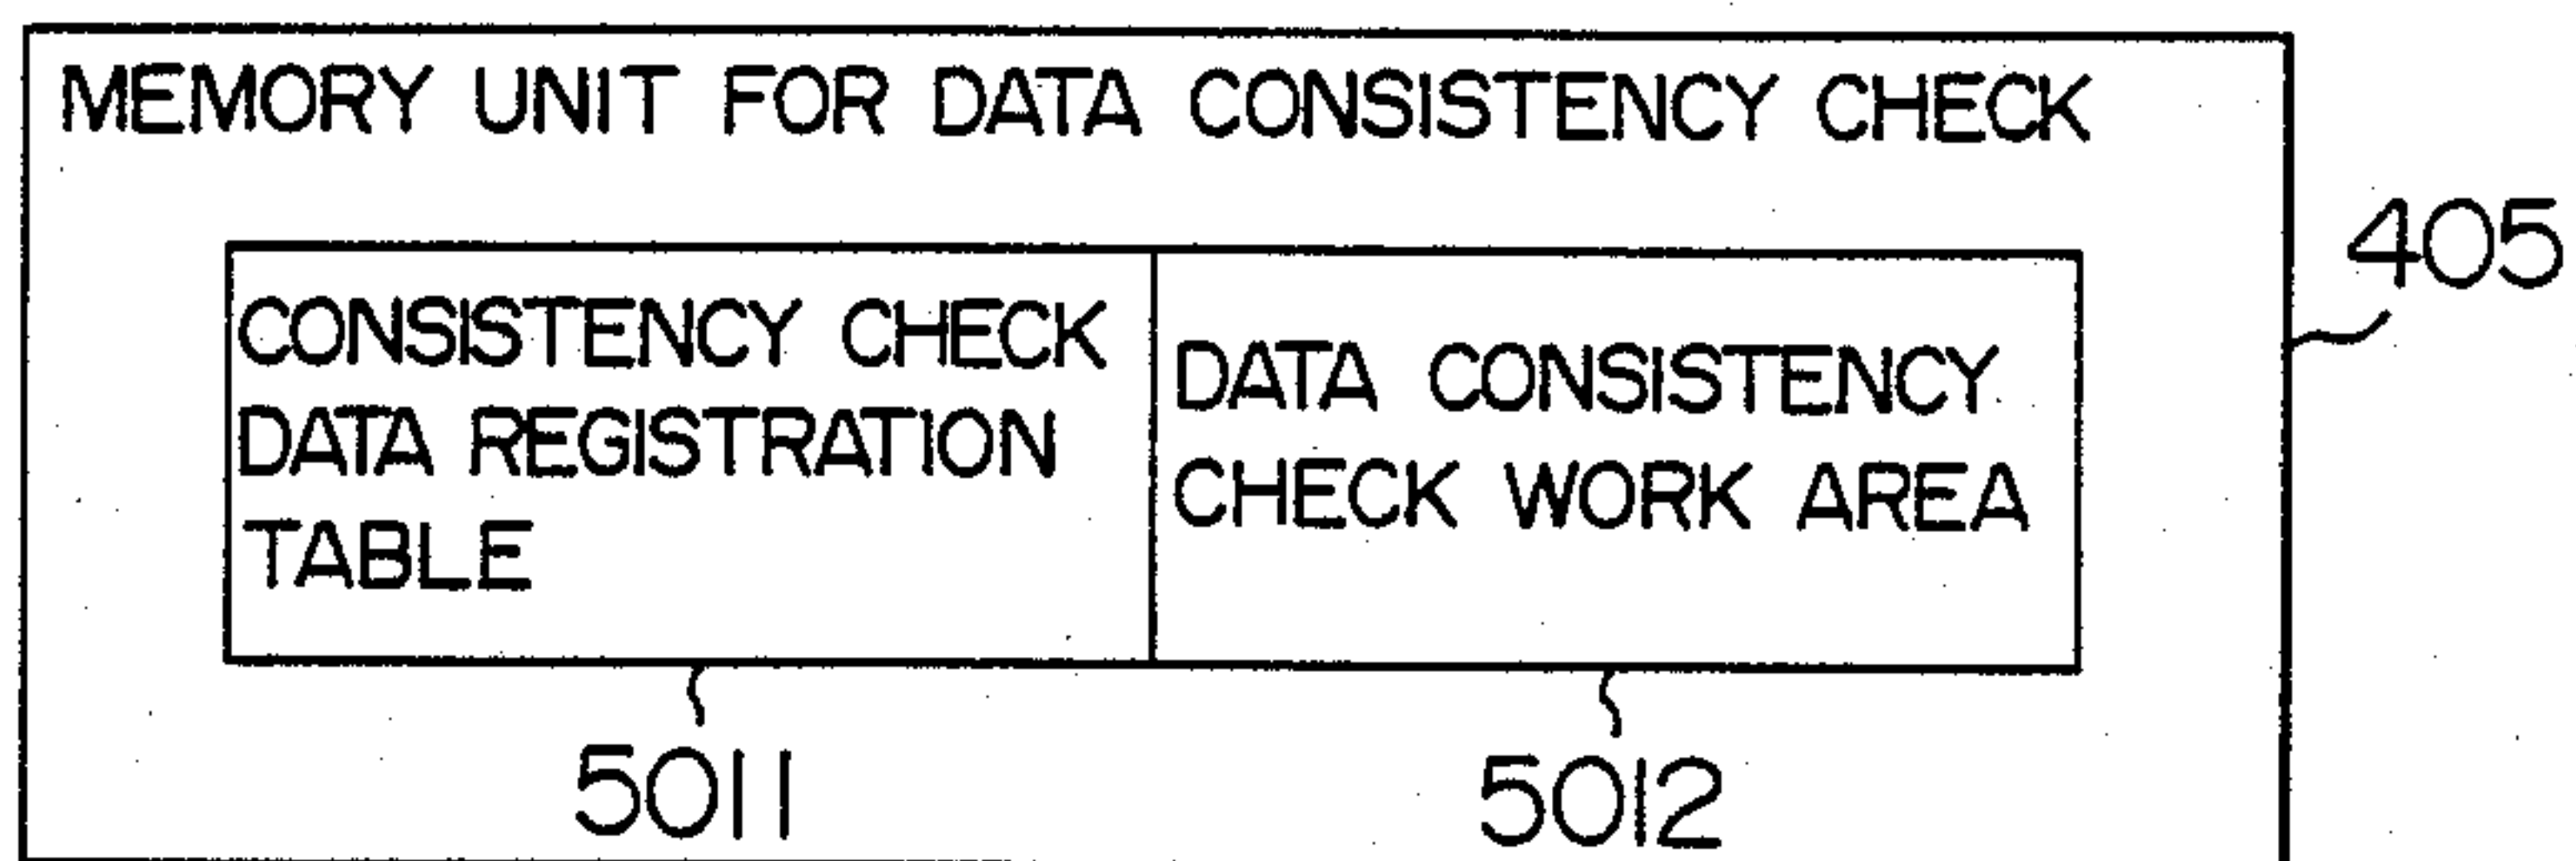 MEMORY UNIT FOR DATA CONSISTENCY CHECK
405
CONSISTENCY CHECK
DATA REGISTRATION
TABLE
DATA CONSISTENCY
CHECK WORK AREA
5011
5012